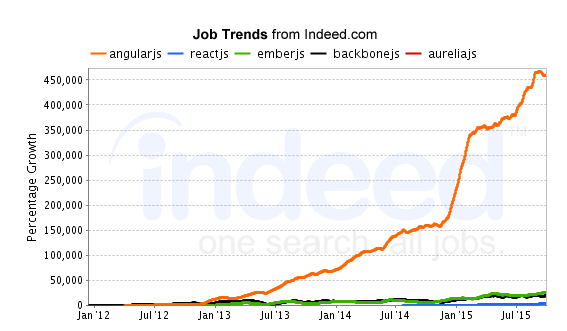 Job Trends from Indeed.com
angularjs reactjs emberjs backbonejs aureliajs
Percentage Growth
450,000
400,000
350,000
300,000
250,000
200,000
150,000
100,000
50,000
0
indeed™
one search. all jobs.
Jan'12 Jul'12 Jan'13 Jul'13 Jan'14 Jul'14 Jan'15 Jul'15